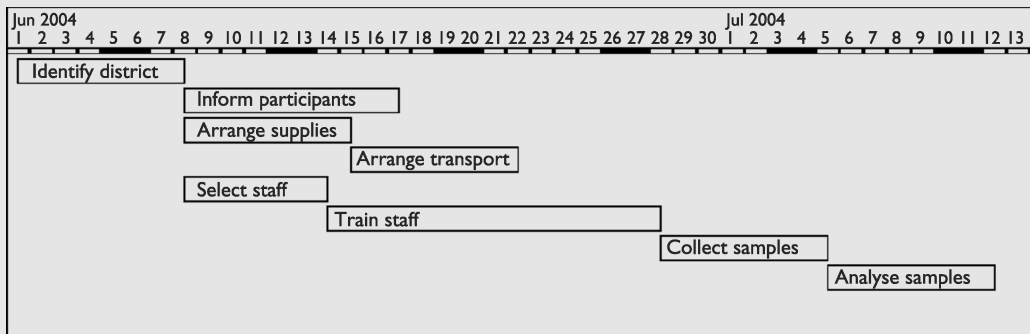 Jun 2004 Jul 2004
1 2 3 4 5 6 7 8 9 10 11 12 13 14 15 16 17 18 19 20 21 22 23 24 25 26 27 28 29 30 1 2 3 4 5 6 7 8 9 10 11 12 13
Identify district
Inform participants
Arrange supplies
Arrange transport
Select staff
Train staff
Collect samples
Analyse samples